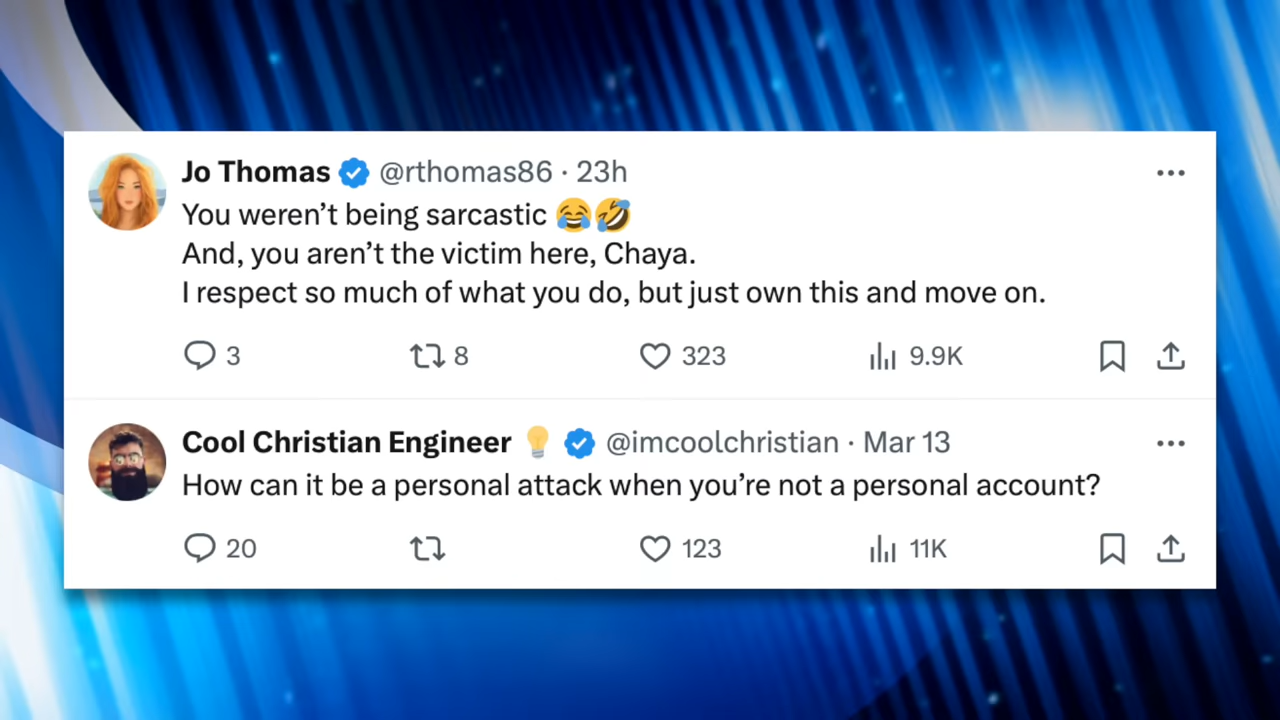 Jo Thomas @rthomas86 · 23h
You weren’t being sarcastic 😂🤣
And, you aren’t the victim here, Chaya.
I respect so much of what you do, but just own this and move on.
3 8 323 9.9K
Cool Christian Engineer 💡 @imcoolchristian · Mar 13
How can it be a personal attack when you’re not a personal account?
20 123 11K